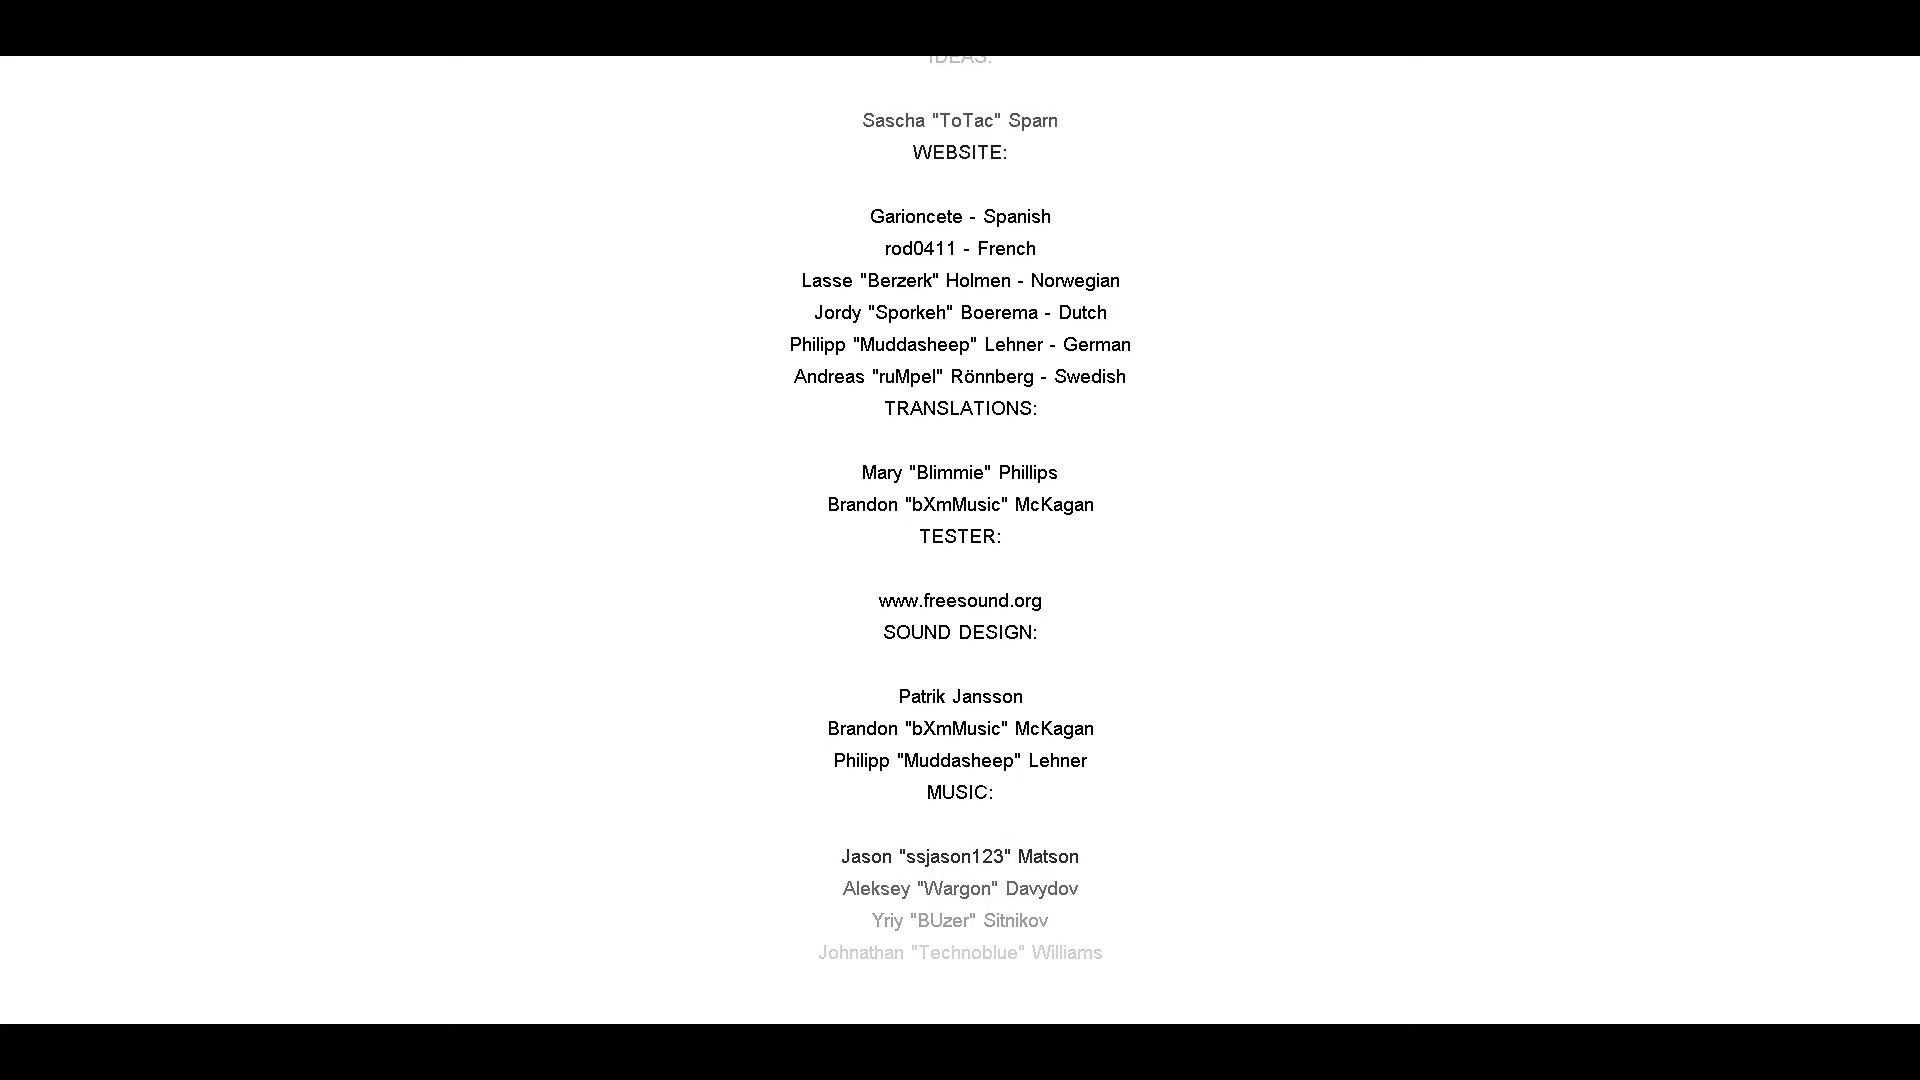 IDEAS:
Sascha "ToTac" Sparn
WEBSITE:
Garioncete - Spanish
rod0411 - French
Lasse "Berzerk" Holmen - Norwegian
Jordy "Sporkeh" Boerema - Dutch
Philipp "Muddasheep" Lehner - German
Andreas "ruMpel" Rönnberg - Swedish
TRANSLATIONS:
Mary "Blimmie" Phillips
Brandon "bXmMusic" McKagan
TESTER:
www.freesound.org
SOUND DESIGN:
Patrik Jansson
Brandon "bXmMusic" McKagan
Philipp "Muddasheep" Lehner
MUSIC:
Jason "ssjason123" Matson
Aleksey "Wargon" Davydov
Yriy "BUzer" Sitnikov
Johnathan "Technoblue" Williams